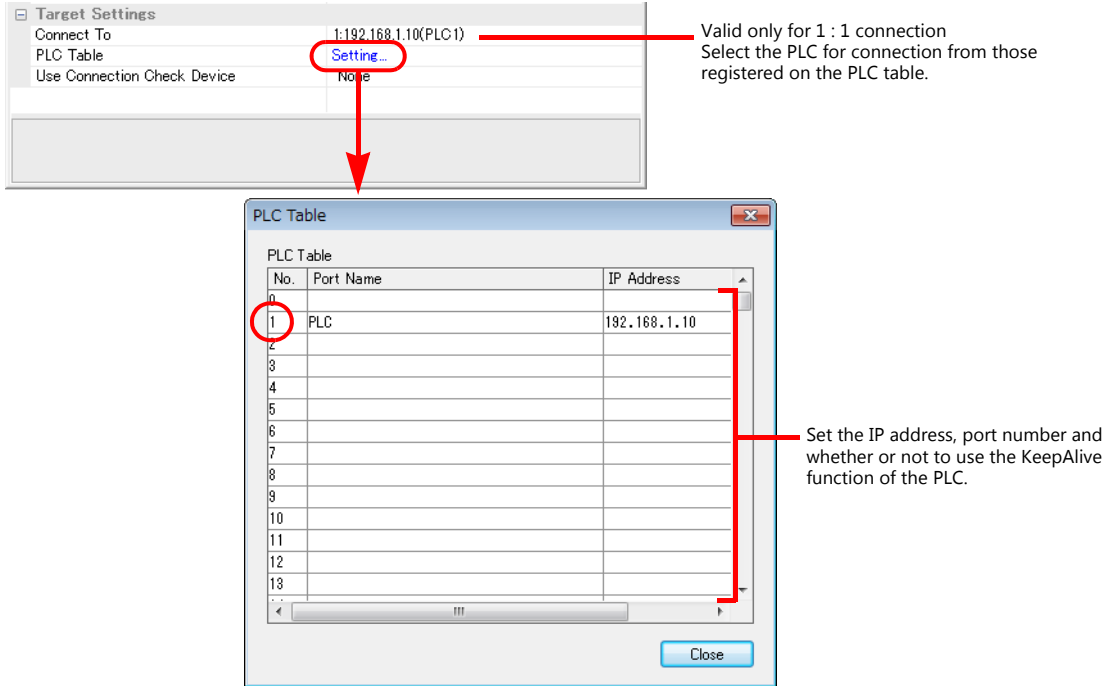 Target Settings
Connect To 1:192.168.1.10(PLC1)
PLC Table Setting...
Use Connection Check Device None
Valid only for 1 : 1 connection
Select the PLC for connection from those
registered on the PLC table.
PLC Table
PLC Table
No. Port Name IP Address
0
1 PLC 192.168.1.10
2
3
4
5
6
7
8
9
10
11
12
13
Set the IP address, port number and
whether or not to use the KeepAlive
function of the PLC.
Close